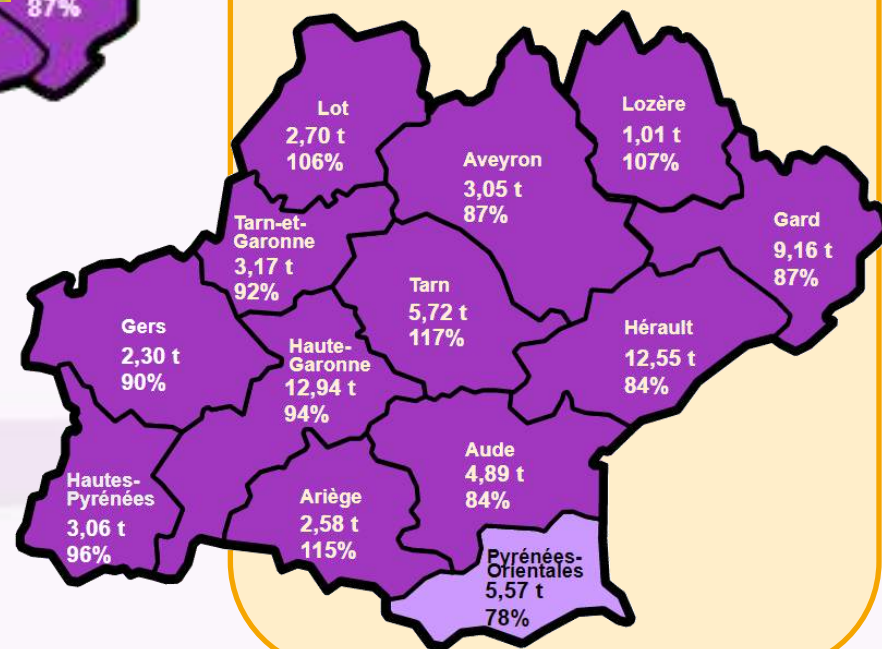 87%
Lot
2,70 t
106%
Lozère
1,01 t
107%
Aveyron
3,05 t
87%
Gard
9,16 t
87%
Tarn-et-
Garonne
3,17 t
92%
Tarn
5,72 t
117%
Gers
2,30 t
90%
Haute-
Garonne
12,94 t
94%
Hérault
12,55 t
84%
Aude
4,89 t
84%
Hautes-
Pyrénées
3,06 t
96%
Ariège
2,58 t
115%
Pyrénées-
Orientales
5,57 t
78%